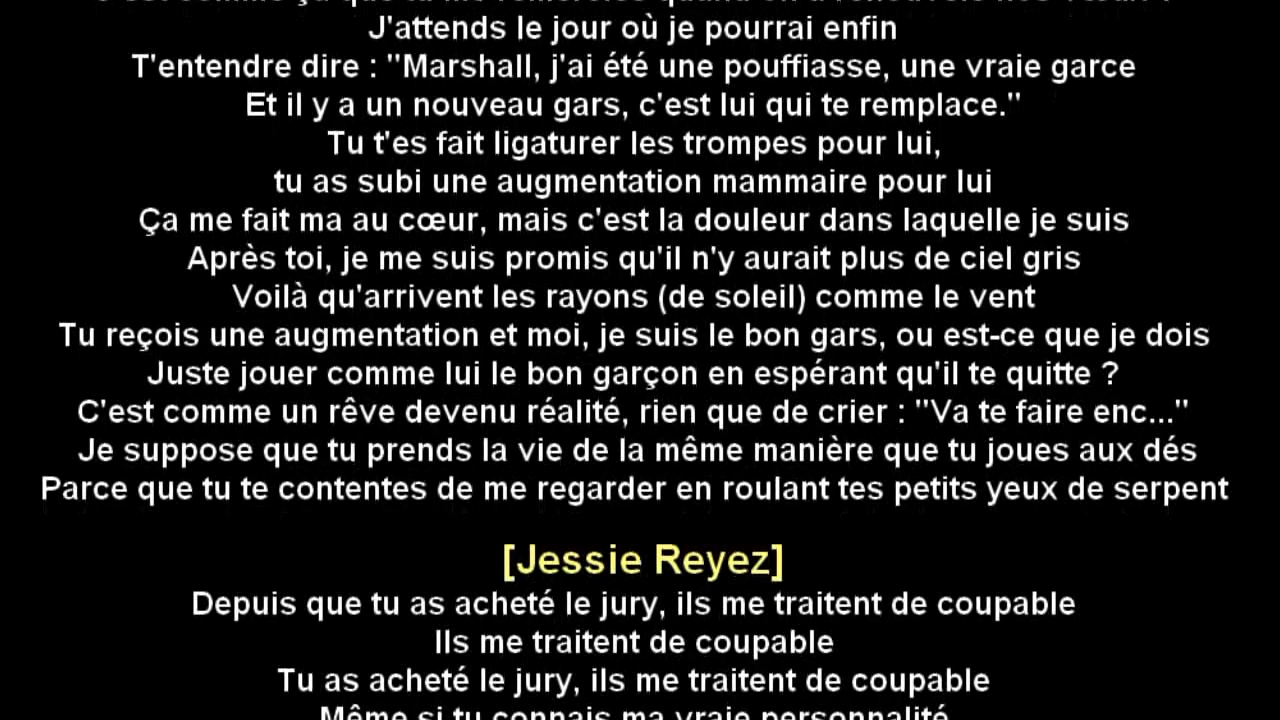 J'attends le jour où je pourrai enfin
T'entendre dire : "Marshall, j'ai été une pouffiasse, une vraie garce
Et il y a un nouveau gars, c'est lui qui te remplace."
Tu t'es fait ligaturer les trompes pour lui,
tu as subi une augmentation mammaire pour lui
Ça me fait ma au cœur, mais c'est la douleur dans laquelle je suis
Après toi, je me suis promis qu'il n'y aurait plus de ciel gris
Voilà qu'arrivent les rayons (de soleil) comme le vent
Tu reçois une augmentation et moi, je suis le bon gars, ou est-ce que je dois
Juste jouer comme lui le bon garçon en espérant qu'il te quitte ?
C'est comme un rêve devenu réalité, rien que de crier : "Va te faire enc..."
Je suppose que tu prends la vie de la même manière que tu joues aux dés
Parce que tu te contentes de me regarder en roulant tes petits yeux de serpent
[Jessie Reyez]
Depuis que tu as acheté le jury, ils me traitent de coupable
Ils me traitent de coupable
Tu as acheté le jury, ils me traitent de coupable
Même si tu connais ma vraie personnalité